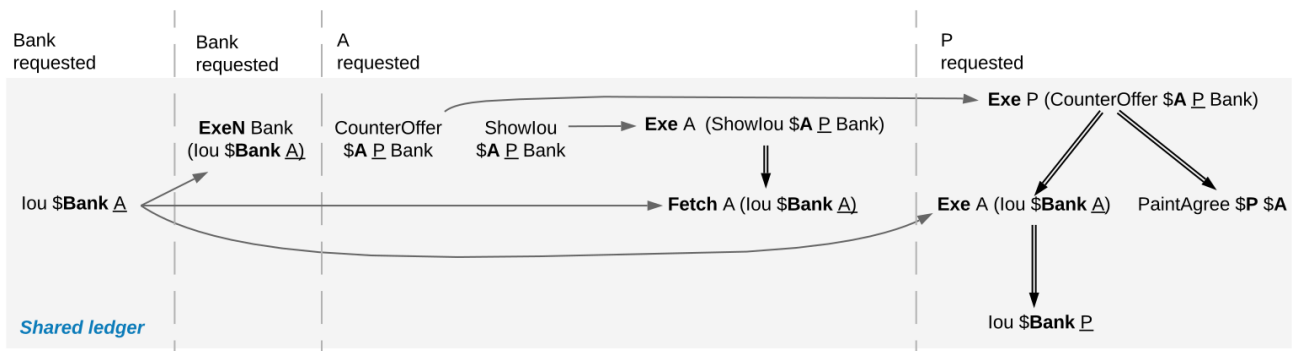 Bank
requested
Bank
requested
A
requested
P
requested
Exe P (CounterOffer $A P Bank)
ExeN Bank
(Iou $Bank A)
CounterOffer
$A P Bank
ShowIou
$A P Bank
Exe A (ShowIou $A P Bank)
Iou $Bank A
Fetch A (Iou $Bank A)
Exe A (Iou $Bank A)
PaintAgree $P $A
Iou $Bank P
Shared ledger